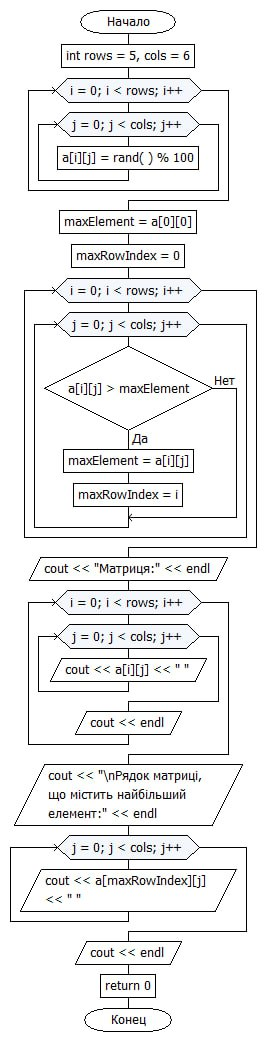 Начало
int rows = 5, cols = 6
i = 0; i < rows; i++
j = 0; j < cols; j++
a[i][j] = rand( ) % 100
maxElement = a[0][0]
maxRowIndex = 0
i = 0; i < rows; i++
j = 0; j < cols; j++
a[i][j] > maxElement
Нет
Да
maxElement = a[i][j]
maxRowIndex = i
cout << "Матриця:" << endl
i = 0; i < rows; i++
j = 0; j < cols; j++
cout << a[i][j] << " "
cout << endl
cout << "\nРядок матриці,
що містить найбільший
елемент:" << endl
j = 0; j < cols; j++
cout << a[maxRowIndex][j]
<< " "
cout << endl
return 0
Конец